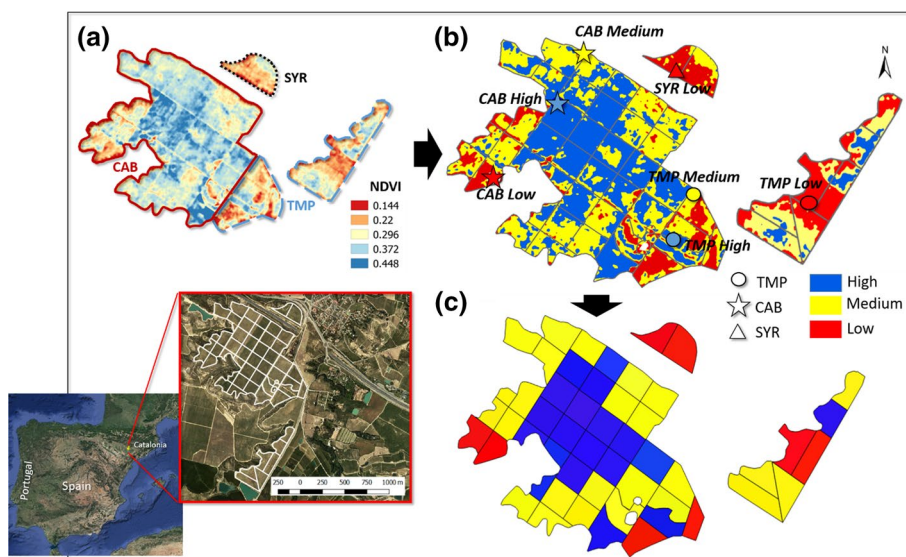 (a)
SYR
CAB
TMP
NDVI
0.144
0.22
0.296
0.372
0.448
(b)
CAB Medium
SYR Low
CAB High
CAB Low
TMP Medium
TMP Low
TMP High
N
TMP
CAB
SYR
High
Medium
Low
(c)
Portugal
Spain
Catalonia
250 0 250 500 750 1000 m